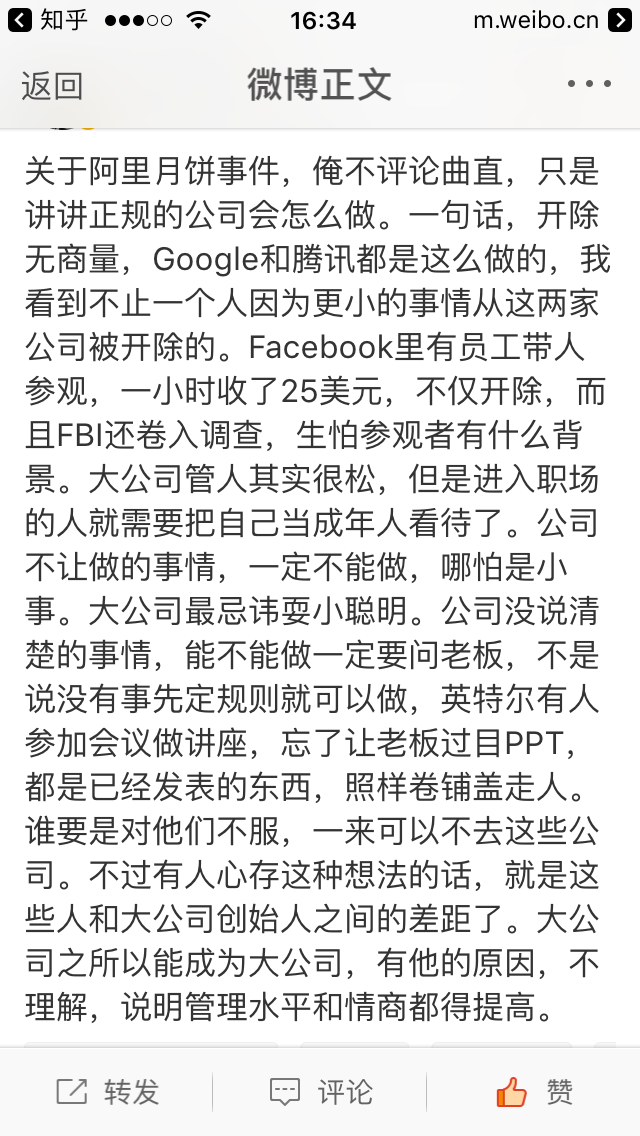 知乎 16:34 m.weibo.cn
返回 微博正文
关于阿里月饼事件，俺不评论曲直，只是
讲讲正规的公司会怎么做。一句话，开除
无商量，Google和腾讯都是这么做的，我
看到不止一个人因为更小的事情从这两家
公司被开除的。Facebook里有员工带人
参观，一小时收了25美元，不仅开除，而
且FBI还卷入调查，生怕参观者有什么背
景。大公司管人其实很松，但是进入职场
的人就需要把自己当成年人看待了。公司
不让做的事情，一定不能做，哪怕是小
事。大公司最忌讳耍小聪明。公司没说清
楚的事情，能不能做一定要问老板，不是
说没有事先定规则就可以做，英特尔有人
参加会议做讲座，忘了让老板过目PPT，
都是已经发表的东西，照样卷铺盖走人。
谁要是对他们不服，一来可以不去这些公
司。不过有人心存这种想法的话，就是这
些人和大公司创始人之间的差距了。大公
司之所以能成为大公司，有他的原因，不
理解，说明管理水平和情商都得提高。
转发 评论 赞